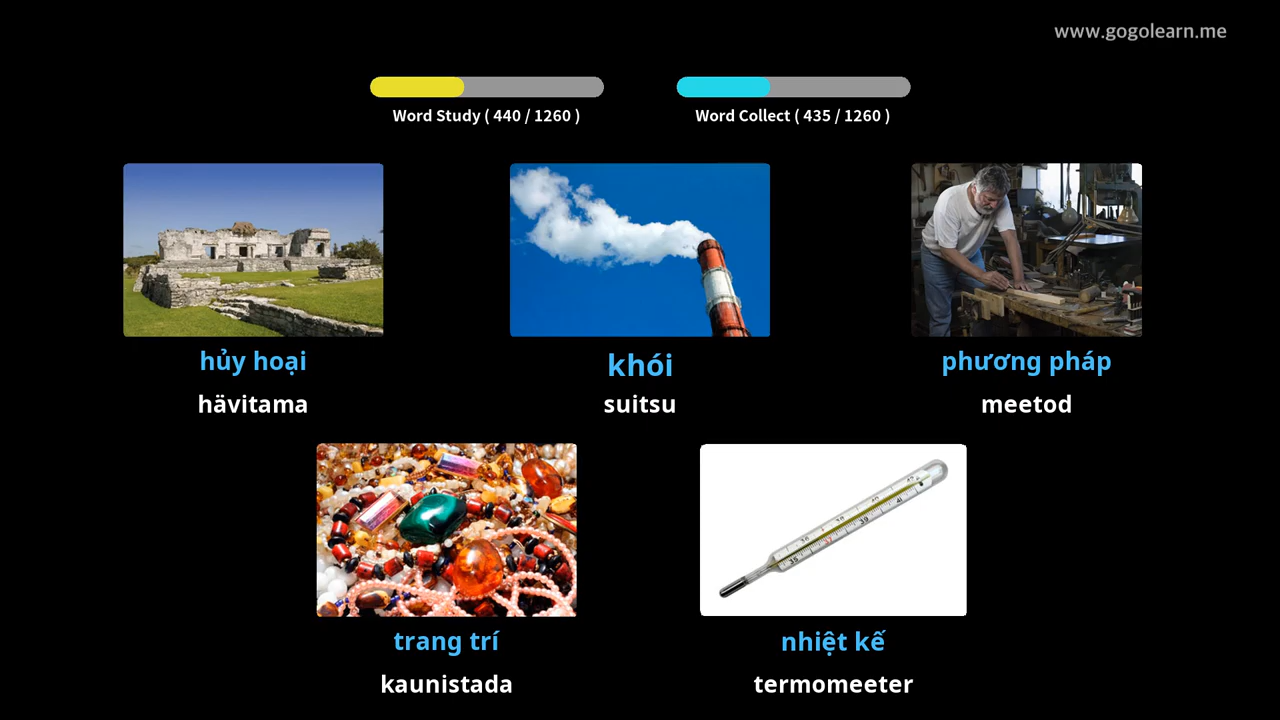 www.gogolearn.me
Word Study ( 440 / 1260 )
Word Collect ( 435 / 1260 )
hủy hoại
khói
phương pháp
hävitama
suitsu
meetod
trang trí
nhiệt kế
kaunistada
termomeeter